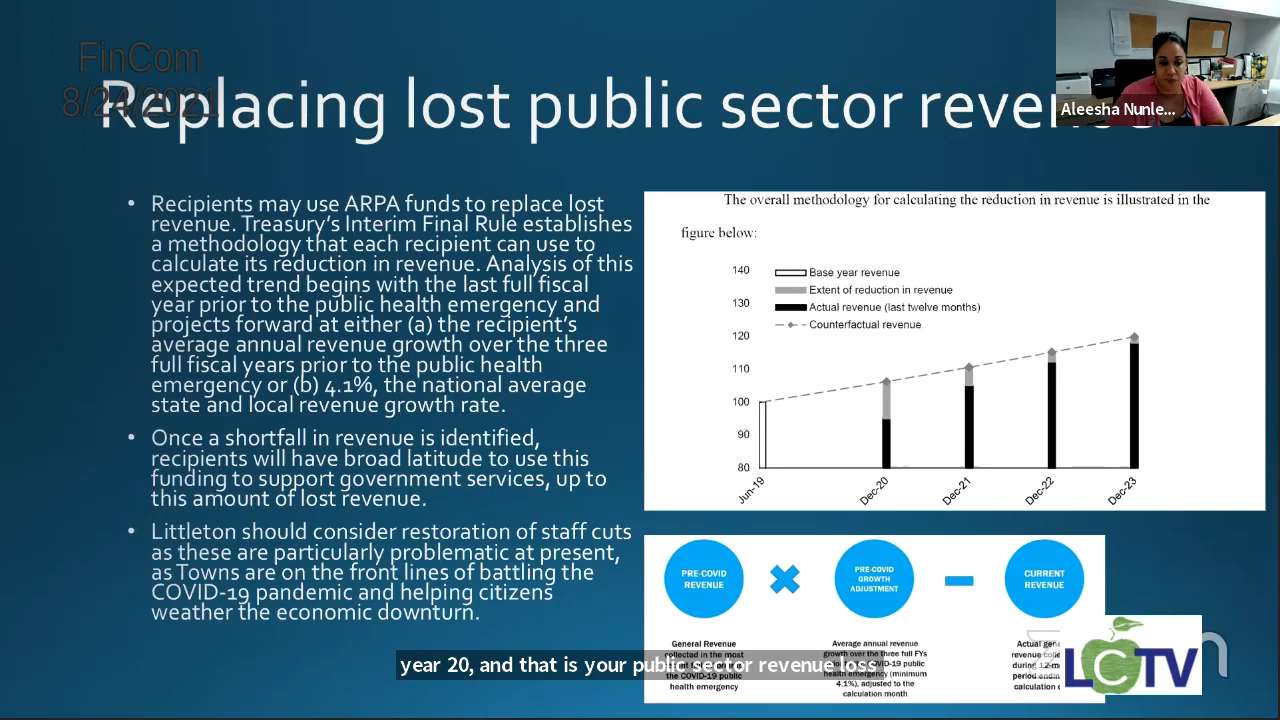 FinCom
8/24/2021
Replacing lost public sector
Aleesha Nunle...
• Recipients may use ARPA funds to replace lost
revenue. Treasury's Interim Final Rule establishes
a methodology that each recipient can use to
calculate its reduction in revenue. Analysis of this
expected trend begins with the last full fiscal
year prior to the public health emergency and
projects forward at either (a) the recipient's
average annual revenue growth over the three
full fiscal years prior to the public health
emergency or (b) 4.1%, the national average
state and local revenue growth rate.
• Once a shortfall in revenue is identified,
recipients will have broad latitude to use this
funding to support government services, up to
this amount of lost revenue.
• Littleton should consider restoration of staff cuts
as these are particularly problematic at present,
as Towns are on the front lines of battling the
COVID-19 pandemic and helping citizens
weather the economic downturn.
The overall methodology for calculating the reduction in revenue is illustrated in the
figure below:
140
130
120
110
100
90
80
Base year revenue
Extent of reduction in revenue
Actual revenue (last twelve months)
Counterfactual revenue
Jun-19
Dec-20
Dec-21
Dec-22
Dec-23
PRE-COVID
REVENUE
PRE-COVID
GROWTH
ADJUSTMENT
CURRENT
REVENUE
General Revenue
collected in the most
the COVID-19 public
health emergency
Average annual revenue
growth over the three full FYs
COVID-19 public
health emergency (minimum
4.1%), adjusted to the
calculation month
Actual
revenue
during
period
calculation
year 20, and that is your public sector revenue loss
LCTV